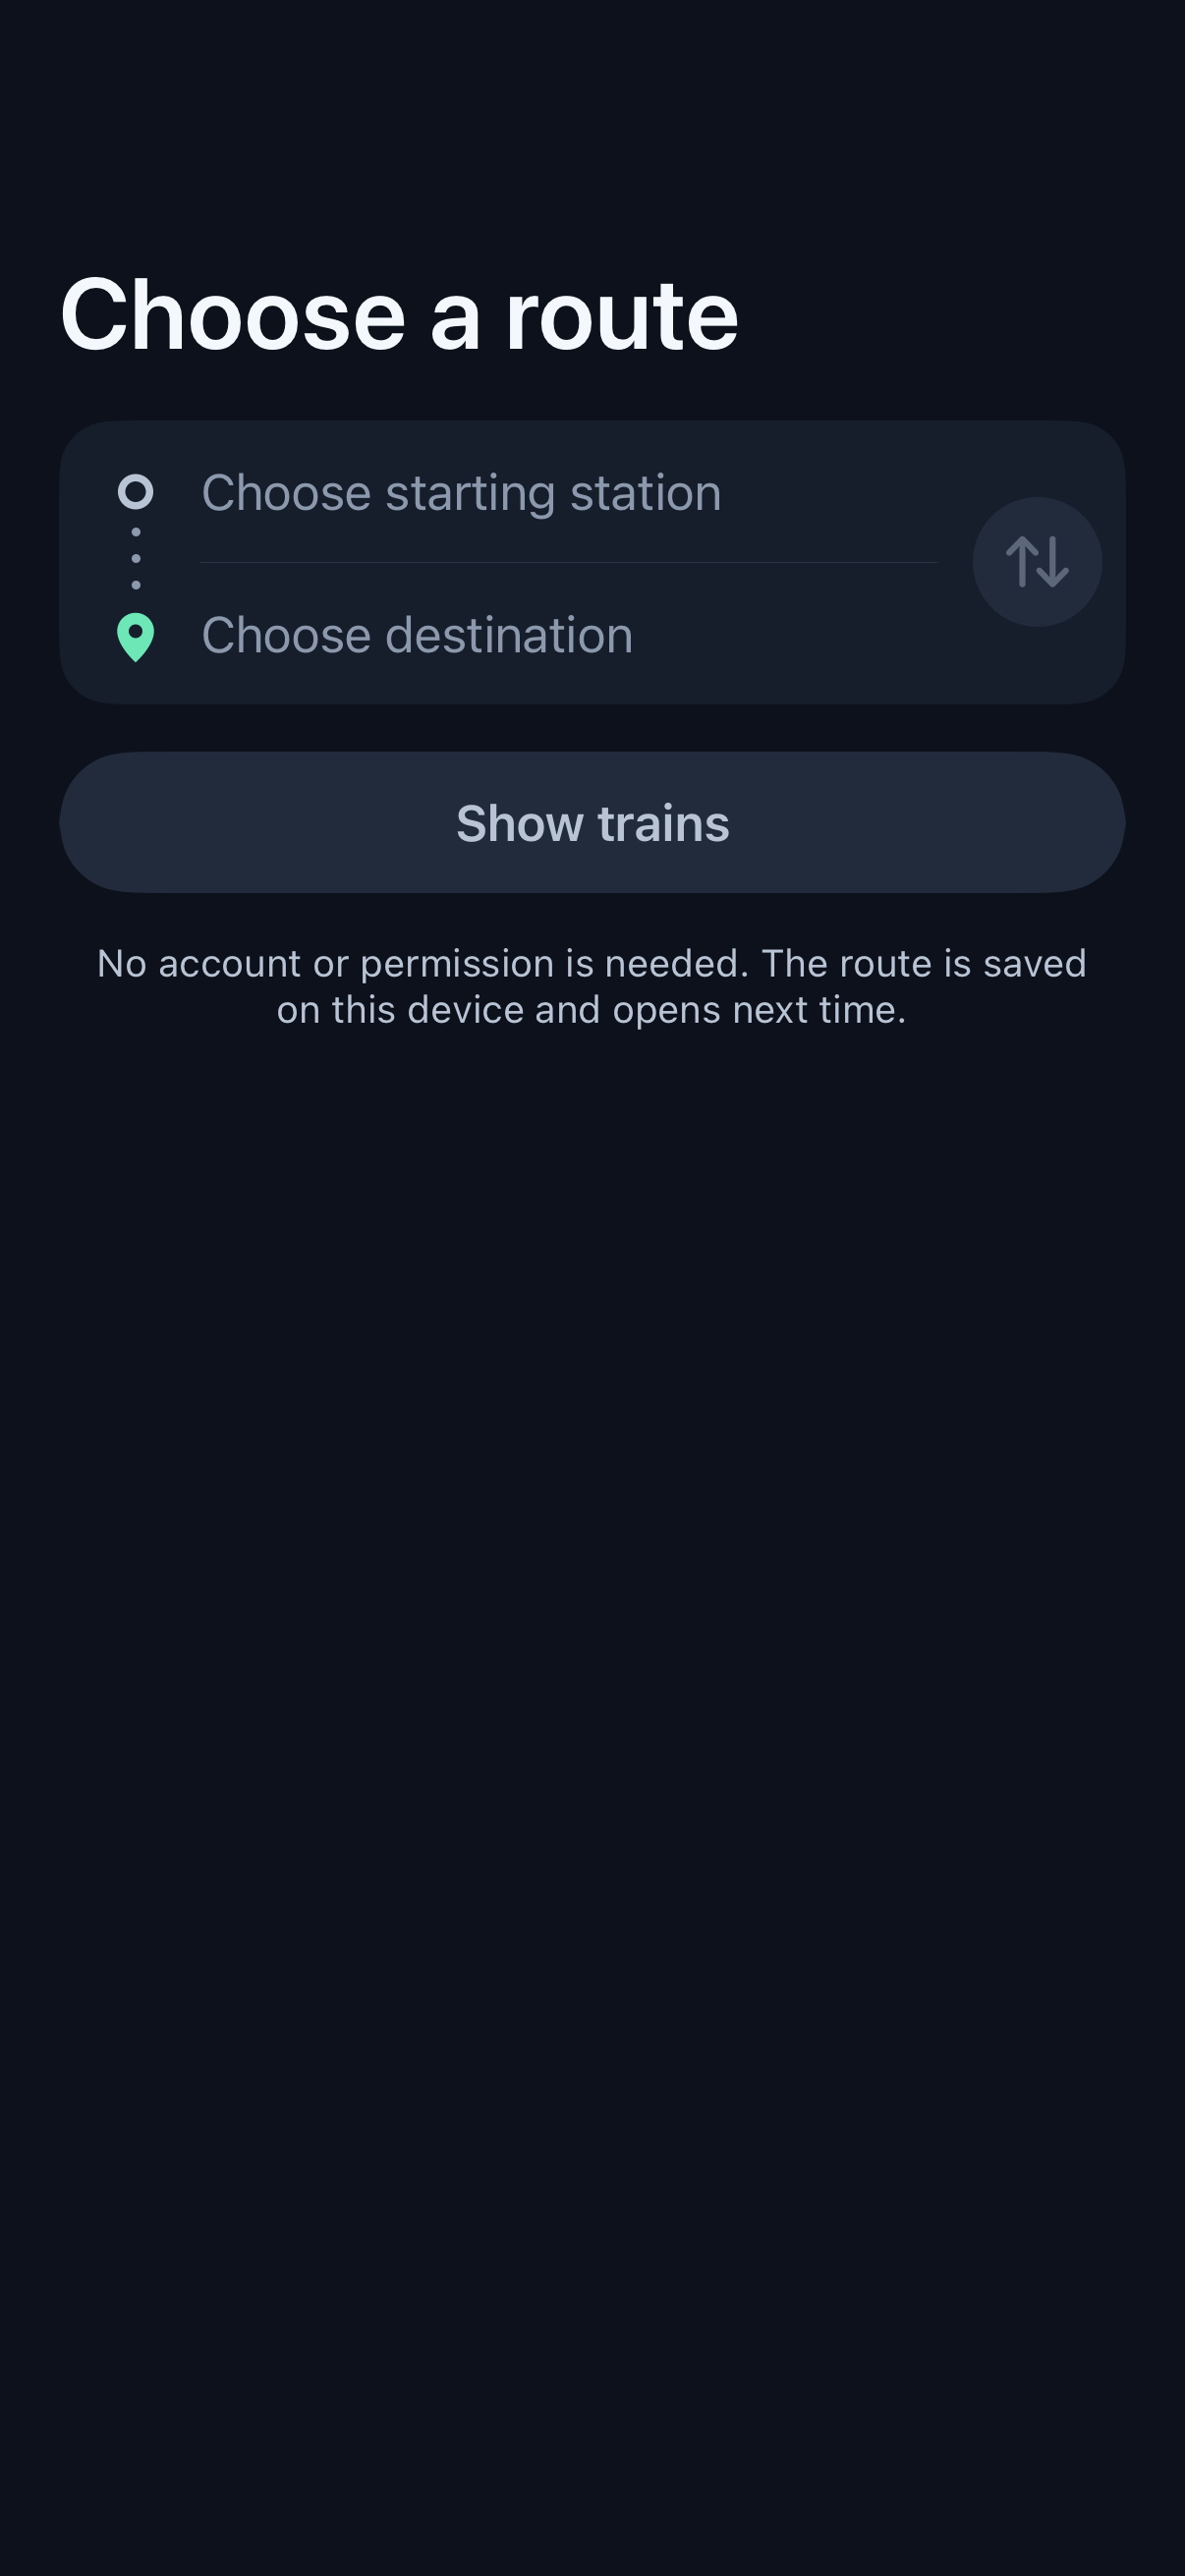 Choose a route
Choose starting station
Choose destination
Show trains
No account or permission is needed. The route is saved
on this device and opens next time.